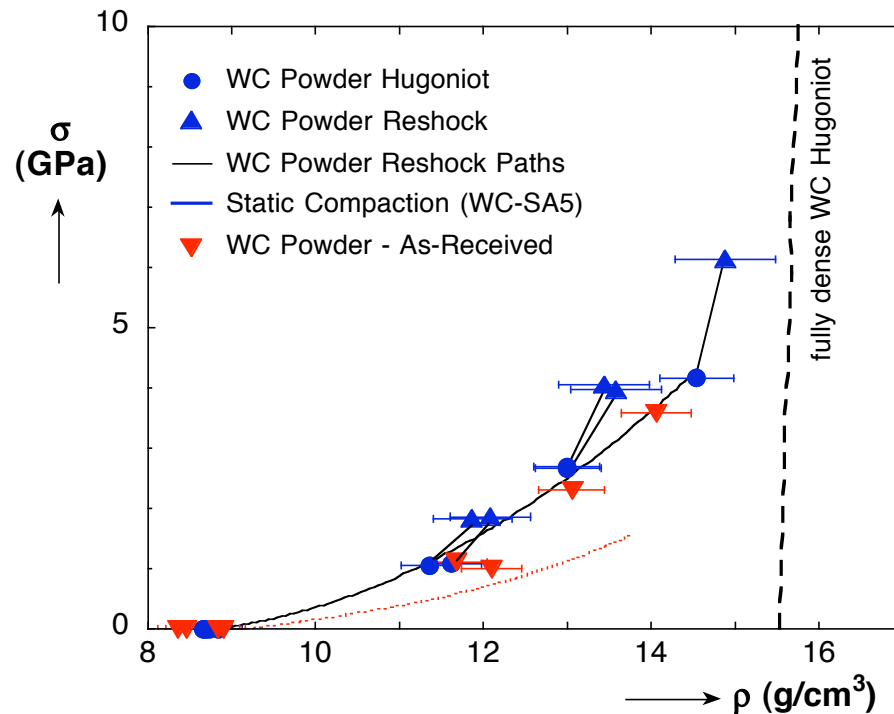 10
σ
(GPa)
WC Powder Hugoniot
WC Powder Reshock
WC Powder Reshock Paths
Static Compaction (WC-SA5)
WC Powder - As-Received
fully dense WC Hugoniot
5
0
8
10
12
14
16
ρ (g/cm³)